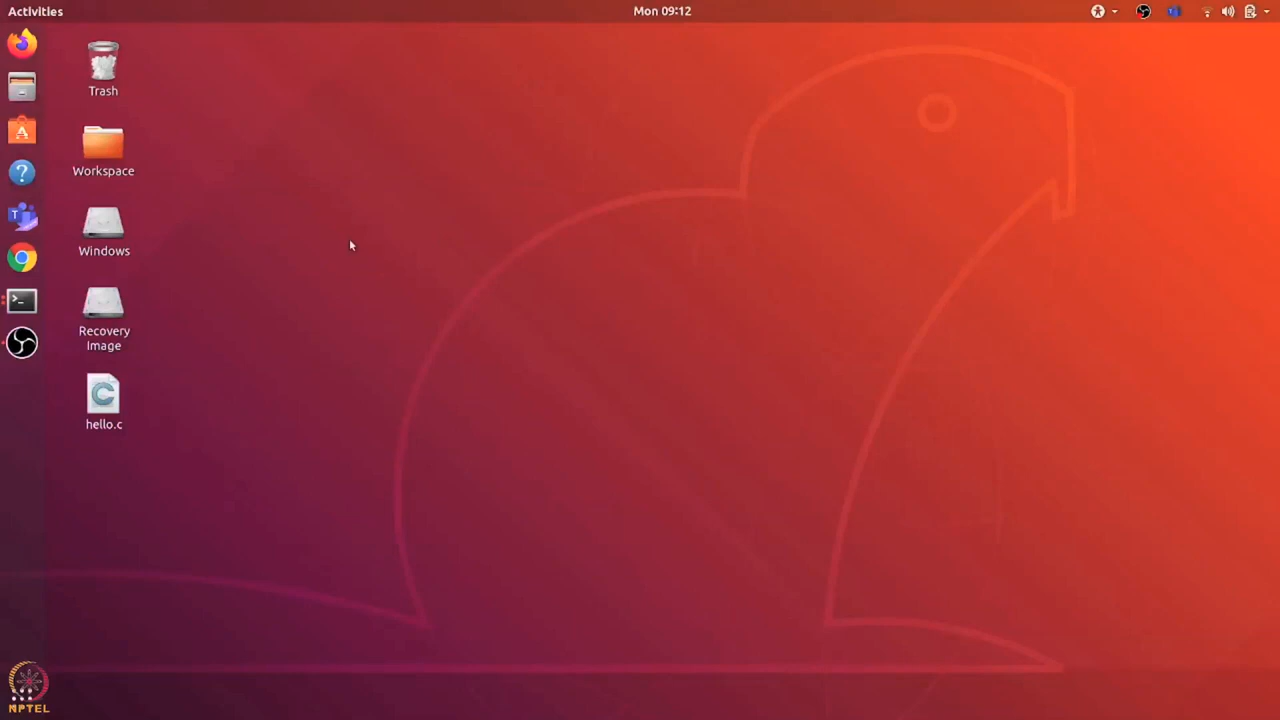 Activities
Mon 09:12
Trash
Workspace
Windows
Recovery
Image
hello.c
NPTEL